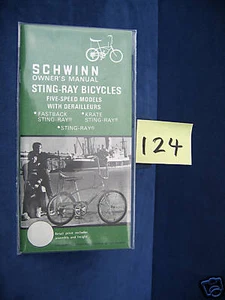 SCHWINN
OWNER'S MANUAL
STING-RAY BICYCLES
FIVE-SPEED MODELS
WITH DERAILLEURS
• FASTBACK STING-RAY®
• KRATE STING-RAY®
• STING-RAY®
124